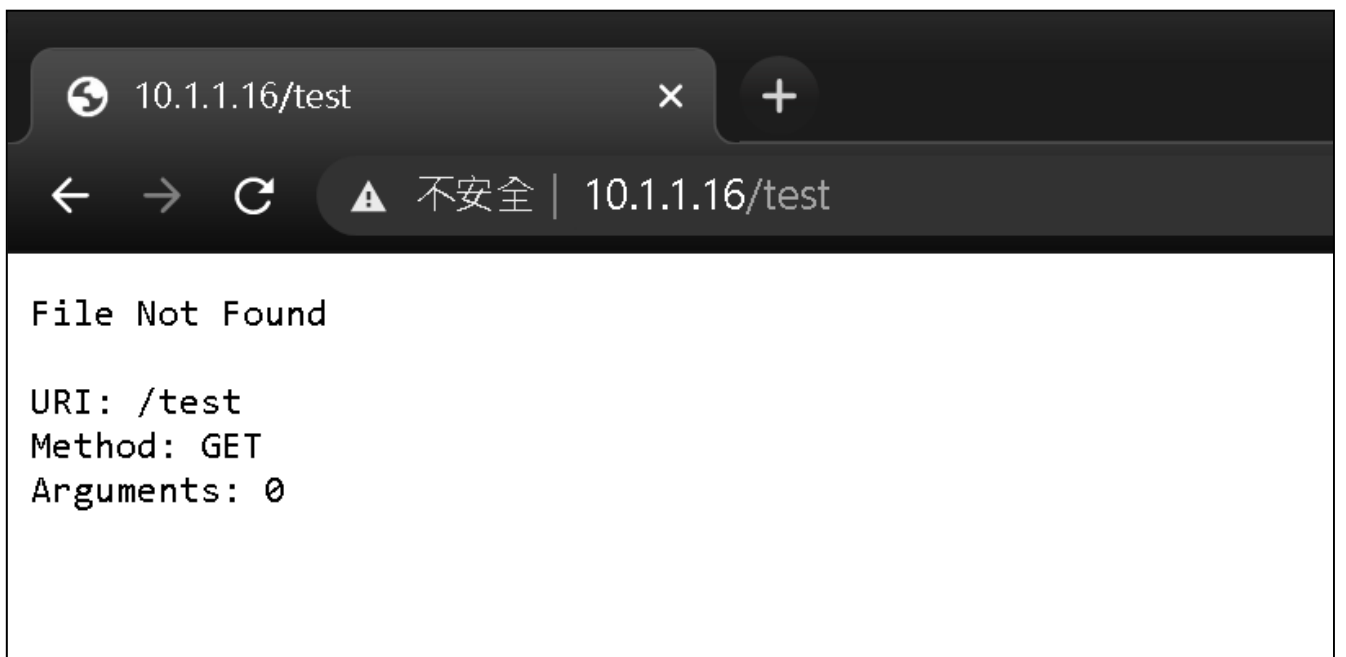 10.1.1.16/test
不安全 | 10.1.1.16/test
File Not Found
URI: /test
Method: GET
Arguments: 0